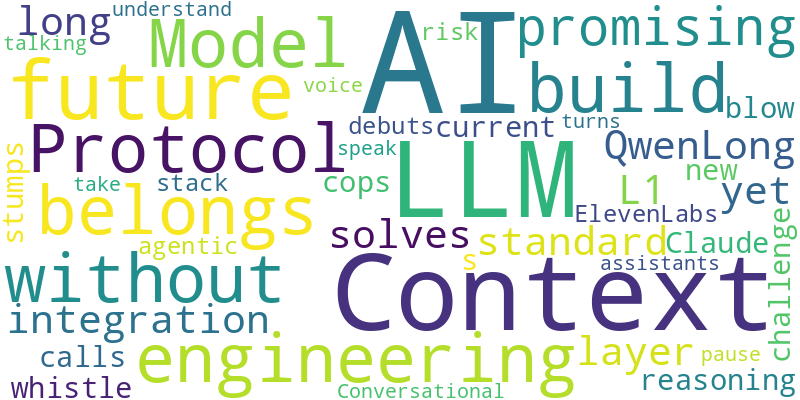 long
understand
talking
Model
AI
risk
promising
future
voice
build
blow
Protocol
debuts
current
turns
QwenLong
speak
stumps
take
stack
cops
LLM
L1
new
yet
belongs
ElevenLabs
agentic
solves
s
standard
Claude
challenge
without
Context
assistants
integration
engineering
calls
layer
pause
whistle
Conversational
reasoning